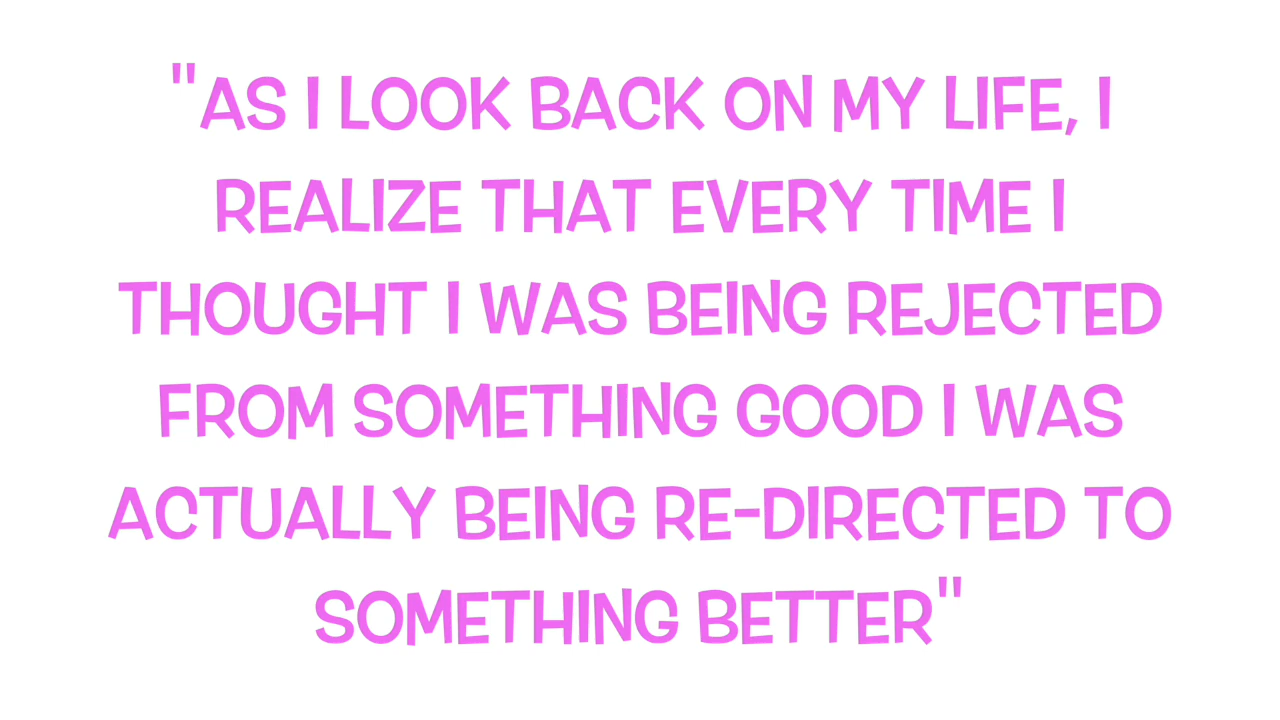 "AS I LOOK BACK ON MY LIFE, I
REALIZE THAT EVERY TIME I
THOUGHT I WAS BEING REJECTED
FROM SOMETHING GOOD I WAS
ACTUALLY BEING RE-DIRECTED TO
SOMETHING BETTER"